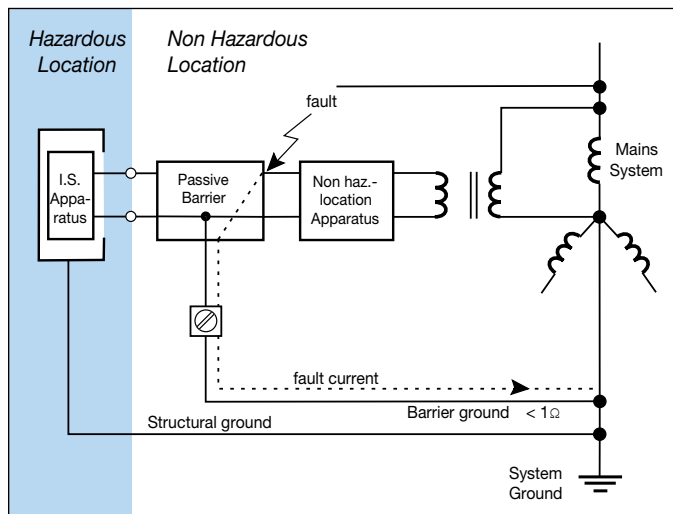 Hazardous
Location
Non Hazardous
Location
fault
Mains
System
I.S.
Appa-
ratus
Passive
Barrier
Non haz.-
location
Apparatus
fault current
Barrier ground < 1Ω
Structural ground
System
Ground